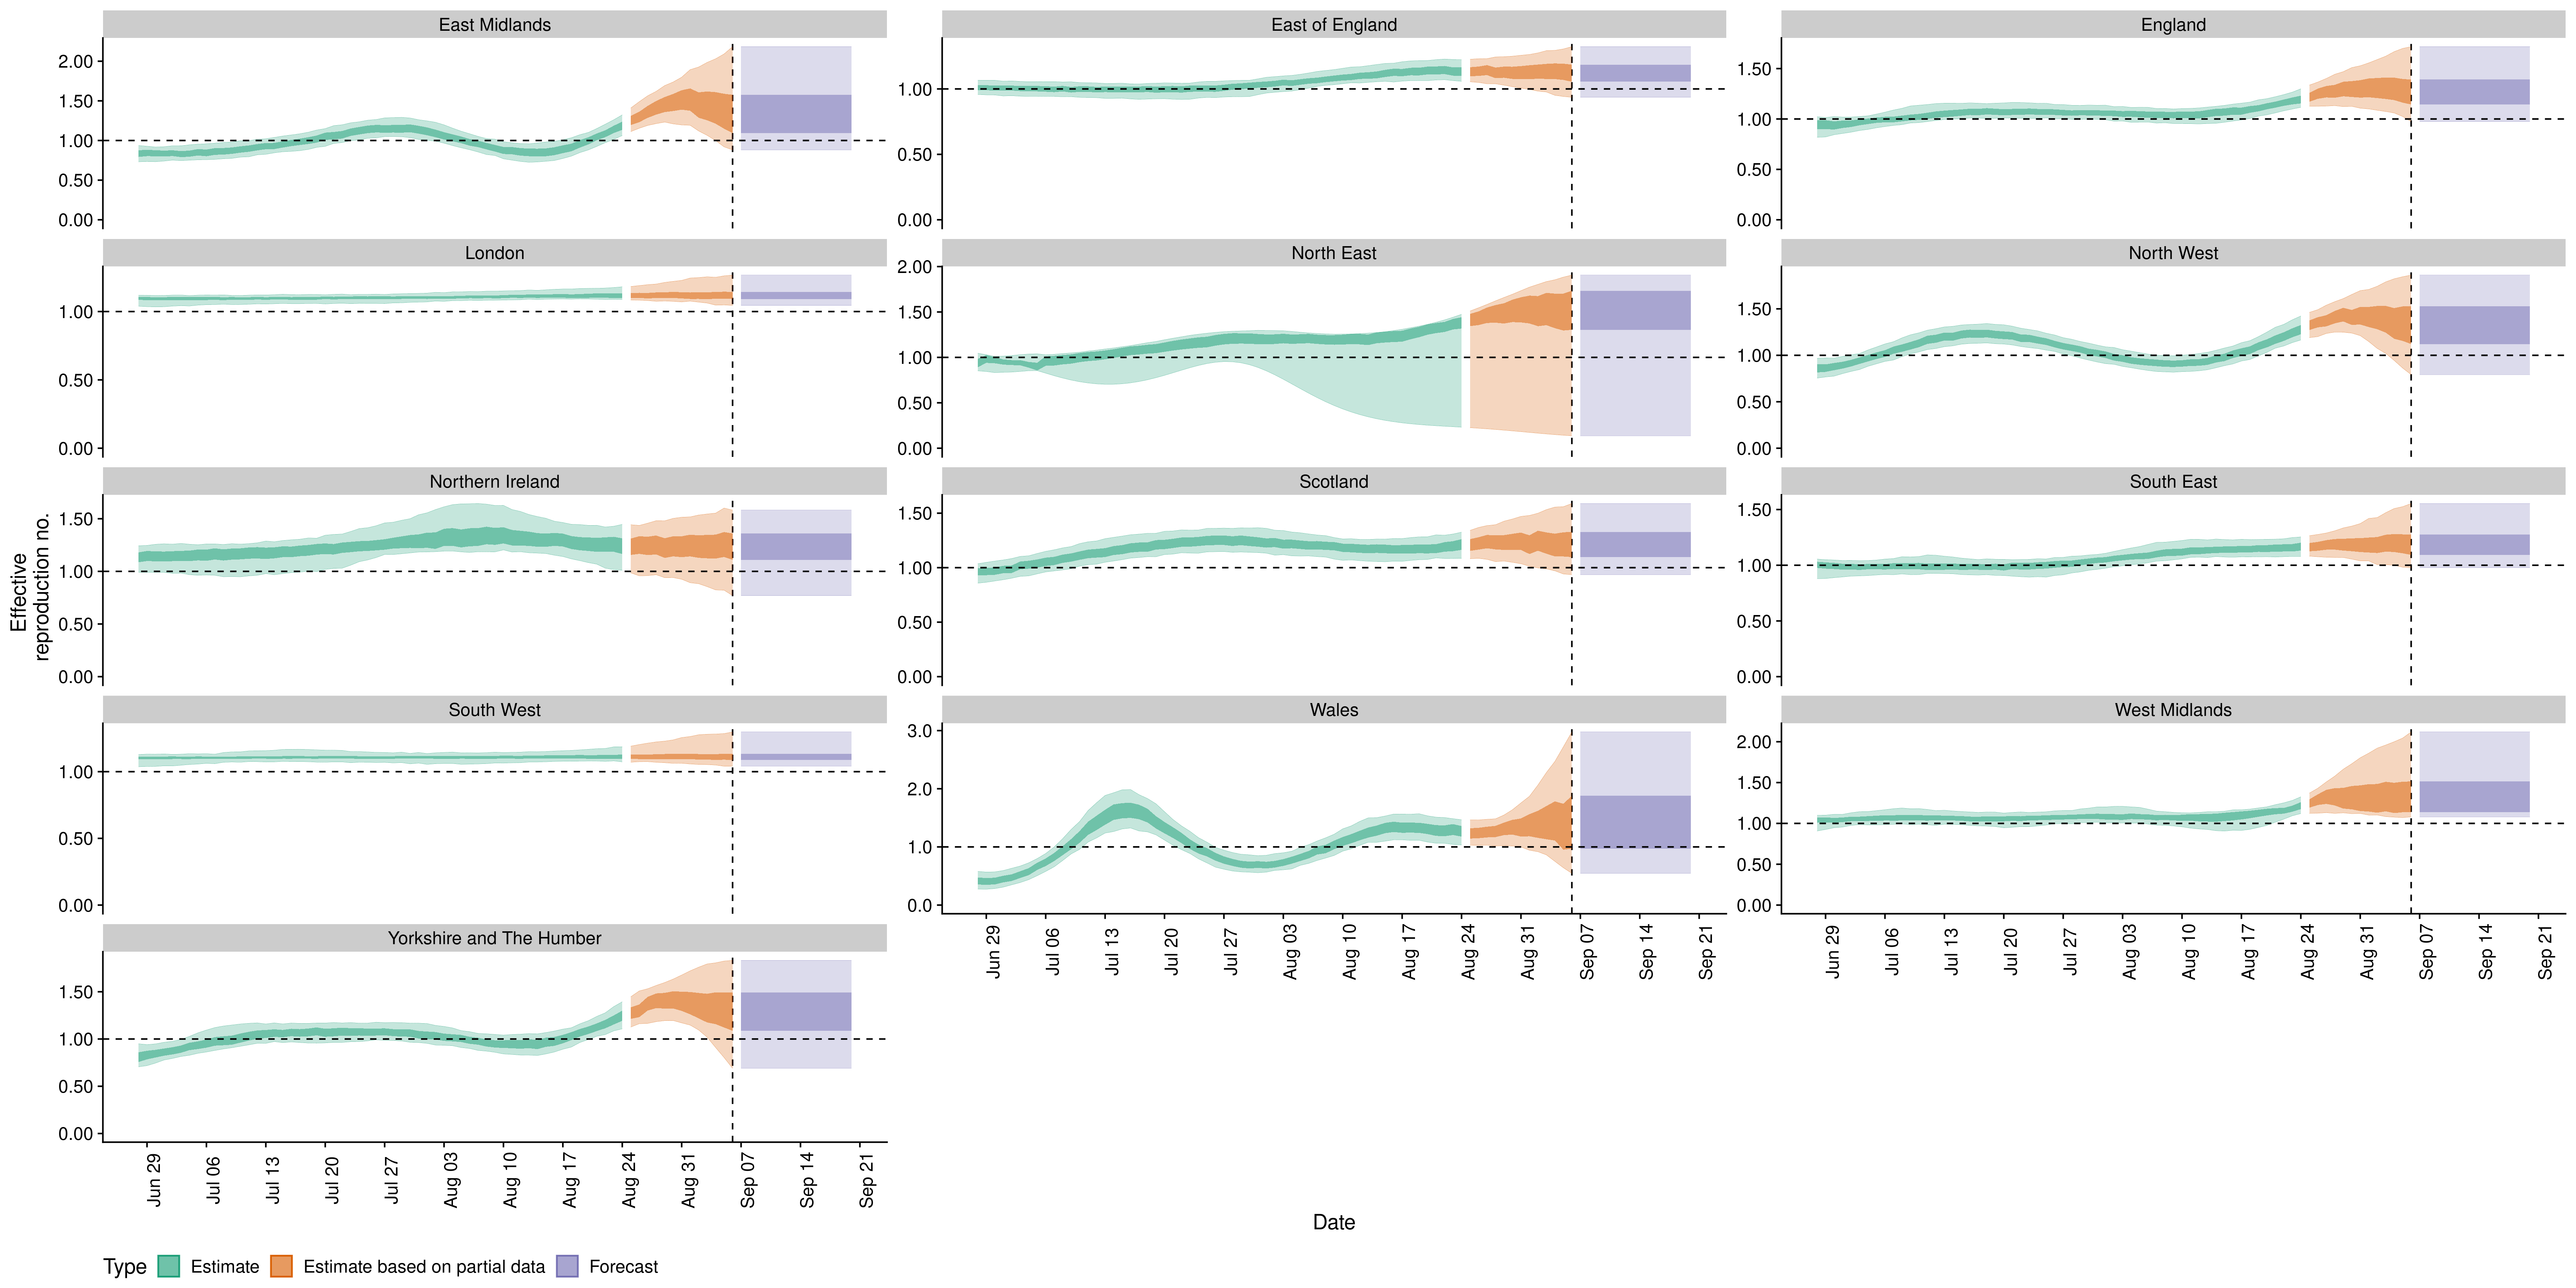 East Midlands
East of England
England
2.00
1.50
1.00
0.50
0.00
1.00
0.50
0.00
1.50
1.00
0.50
0.00
London
North East
North West
1.00
0.50
0.00
2.00
1.50
1.00
0.50
0.00
1.50
1.00
0.50
0.00
Northern Ireland
Scotland
South East
1.50
1.00
0.50
0.00
1.50
1.00
0.50
0.00
1.50
1.00
0.50
0.00
Effective
reproduction no.
South West
Wales
West Midlands
1.00
0.50
0.00
3.0
2.0
1.0
0.0
2.00
1.50
1.00
0.50
0.00
Jun 29
Jul 06
Jul 13
Jul 20
Jul 27
Aug 03
Aug 10
Aug 17
Aug 24
Aug 31
Sep 07
Sep 14
Sep 21
Jun 29
Jul 06
Jul 13
Jul 20
Jul 27
Aug 03
Aug 10
Aug 17
Aug 24
Aug 31
Sep 07
Sep 14
Sep 21
Yorkshire and The Humber
1.50
1.00
0.50
0.00
Jun 29
Jul 06
Jul 13
Jul 20
Jul 27
Aug 03
Aug 10
Aug 17
Aug 24
Aug 31
Sep 07
Sep 14
Sep 21
Date
Type Estimate Estimate based on partial data Forecast